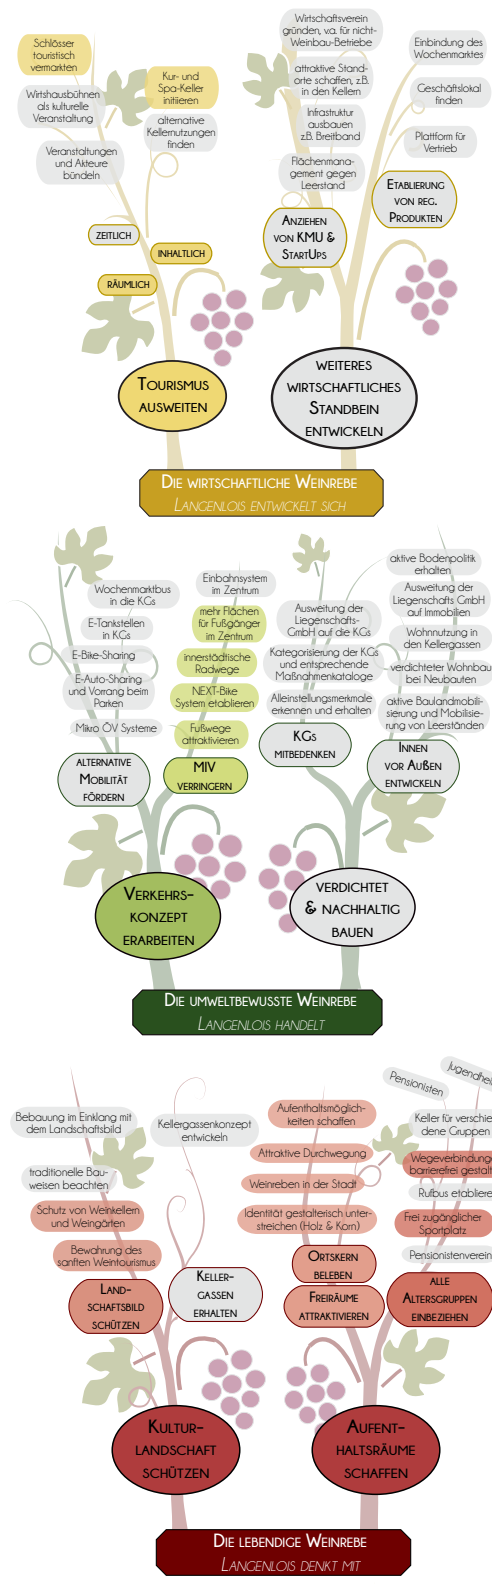 Schlösser
touristisch
vermarkten
Kur- und
Spa-Keller
initiieren
Wirtshausbühnen
als kulturelle
Veranstaltung
alternative
Kellernutzungen
finden
Veranstaltungen
und Akteure
bündeln
ZEITLICH
INHALTLICH
RÄUMLICH
TOURISMUS
AUSWEITEN
Wirtschaftsverein
gründen, v.a. für nicht-
Weinbau-Betriebe
attraktive Stand-
orte schaffen, z.B.
in den Kellern
Infrastruktur
ausbauen
z.B. Breitband
Flächenmana-
gement gegen
Leerstand
ANZIEHEN
VON KMU &
STARTUPS
Einbindung des
Wochenmarktes
Geschäftslokal
finden
Plattform für
Vertrieb
ETABLIERUNG
VON REG.
PRODUKTEN
WEITERES
WIRTSCHAFTLICHES
STANDBEIN
ENTWICKELN
DIE WIRTSCHAFTLICHE WEINREBE
LANGENLOIS ENTWICKELT SICH
Wochenmarktbus
in die KGs
E-Tankstellen
in KGs
E-Bike-Sharing
E-Auto-Sharing
und Vorrang beim
Parken
Mikro ÖV Systeme
ALTERNATIVE
MOBILITÄT
FÖRDERN
Einbahnsystem
im Zentrum
mehr Flächen
für Fußgänger
im Zentrum
innerstädtische
Radwege
NEXT-Bike
System etablieren
Fußwege
attraktivieren
MIV
VERRINGERN
VERKEHRS-
KONZEPT
ERARBEITEN
Ausweitung der
Liegenschafts-
GmbH auf die KGs
Kategorisierung der KGs
und entsprechende
Maßnahmenkataloge
Alleinstellungsmerkmale
erkennen und erhalten
KGS
MITBEDENKEN
aktive Bodenpolitik
erhalten
Ausweitung der
Liegenschafts GmbH
auf Immobilien
Wohnnutzung in
den Kellergassen
verdichteter Wohnbau
bei Neubauten
aktive Baulandmobili-
sierung und Mobilisie-
rung von Leerständen
INNEN
VOR AUßEN
ENTWICKELN
VERDICHTET
& NACHHALTIG
BAUEN
DIE UMWELTBEWUSSTE WEINREBE
LANGENLOIS HANDELT
Bebauung im Einklang mit
dem Landschaftsbild
traditionelle Bau-
weisen beachten
Schutz von Weinkellern
und Weingärten
Bewahrung des
sanften Weintourismus
LAND-
SCHAFTSBILD
SCHÜTZEN
Kellergassenkonzept
entwickeln
KELLER-
GASSEN
ERHALTEN
KULTUR-
LANDSCHAFT
SCHÜTZEN
Aufenthaltsmöglich-
keiten schaffen
Attraktive Durchwegung
Weinreben in der Stadt
Identität gestalterisch unter-
streichen (Holz & Korn)
ORTSKERN
BELEBEN
FREIRÄUME
ATTRAKTIVIEREN
Pensionisten
Jugendhei
Keller für verschie
dene Gruppen
Wegeverbindunge
barrierefrei gestalt
Rufbus etabliere
Frei zugänglicher
Sportplatz
Pensionistenverein
ALLE
ALTERSGRUPPEN
EINBEZIEHEN
AUFENT-
HALTSRÄUME
SCHAFFEN
DIE LEBENDIGE WEINREBE
LANGENLOIS DENKT MIT